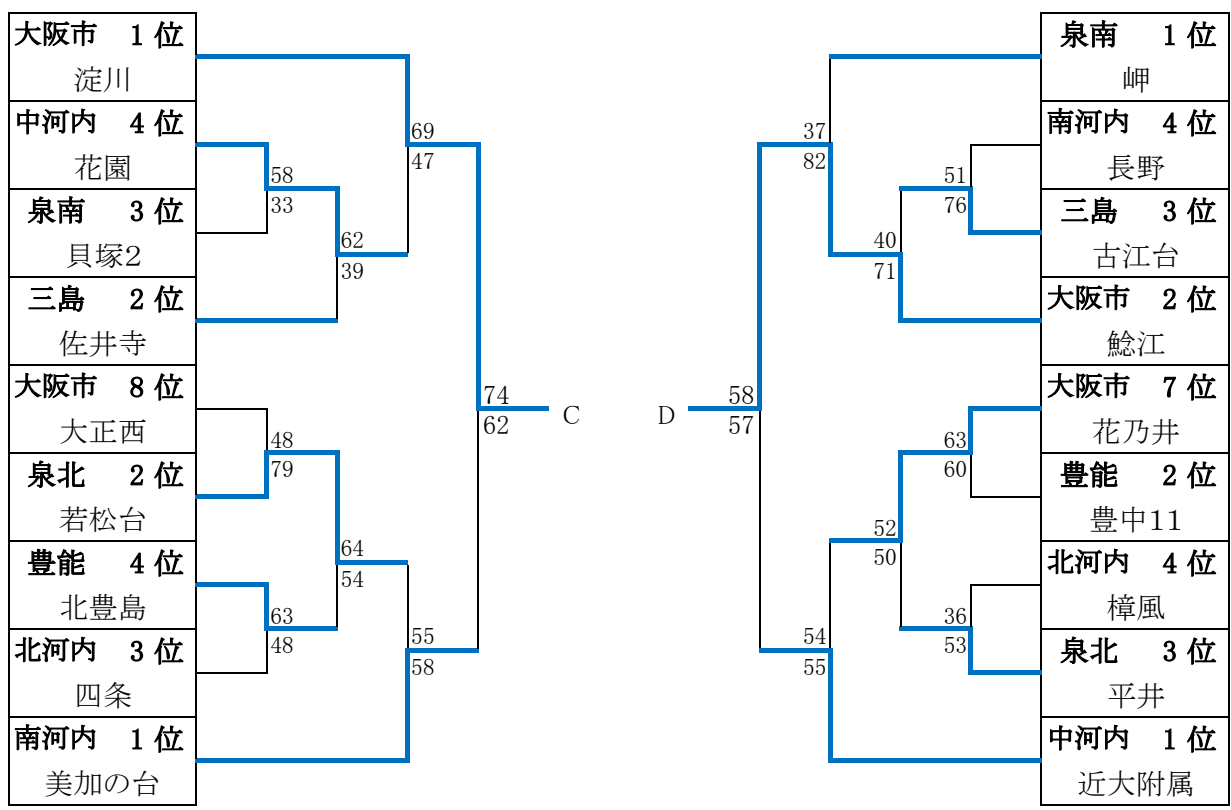 大阪市 1 位
淀川
中河内 4 位
花園
泉南 3 位
貝塚2
三島 2 位
佐井寺
大阪市 8 位
大正西
泉北 2 位
若松台
豊能 4 位
北豊島
北河内 3 位
四条
南河内 1 位
美加の台
58
33
62
39
69
47
48
79
64
54
63
48
55
58
74
62
C
D
58
57
37
82
51
76
40
71
63
60
52
50
36
53
54
55
泉南 1 位
岬
南河内 4 位
長野
三島 3 位
古江台
大阪市 2 位
鯰江
大阪市 7 位
花乃井
豊能 2 位
豊中11
北河内 4 位
樟風
泉北 3 位
平井
中河内 1 位
近大附属